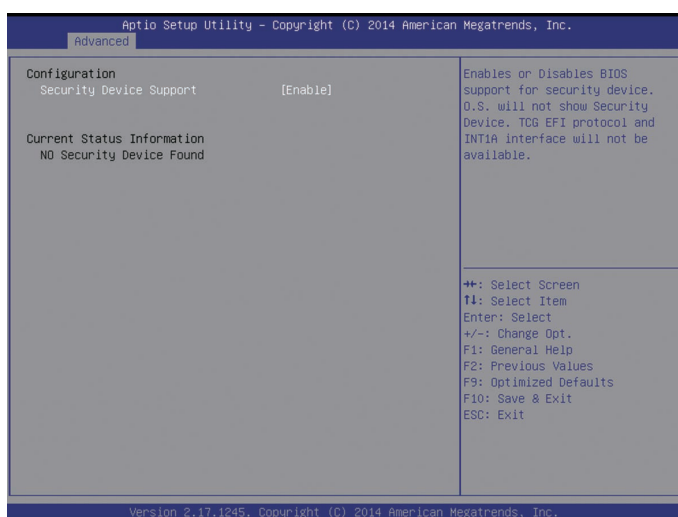 Aptio Setup Utility – Copyright (C) 2014 American Megatrends, Inc.
Advanced
Configuration
Security Device Support [Enable]
Current Status Information
NO Security Device Found
Enables or Disables BIOS
support for security device.
O.S. will not show Security
Device. TCG EFI protocol and
INT1A interface will not be
available.
→←: Select Screen
↑↓: Select Item
Enter: Select
+/-: Change Opt.
F1: General Help
F2: Previous Values
F9: Optimized Defaults
F10: Save & Exit
ESC: Exit
Version 2.17.1245. Copyright (C) 2014 American Megatrends, Inc.